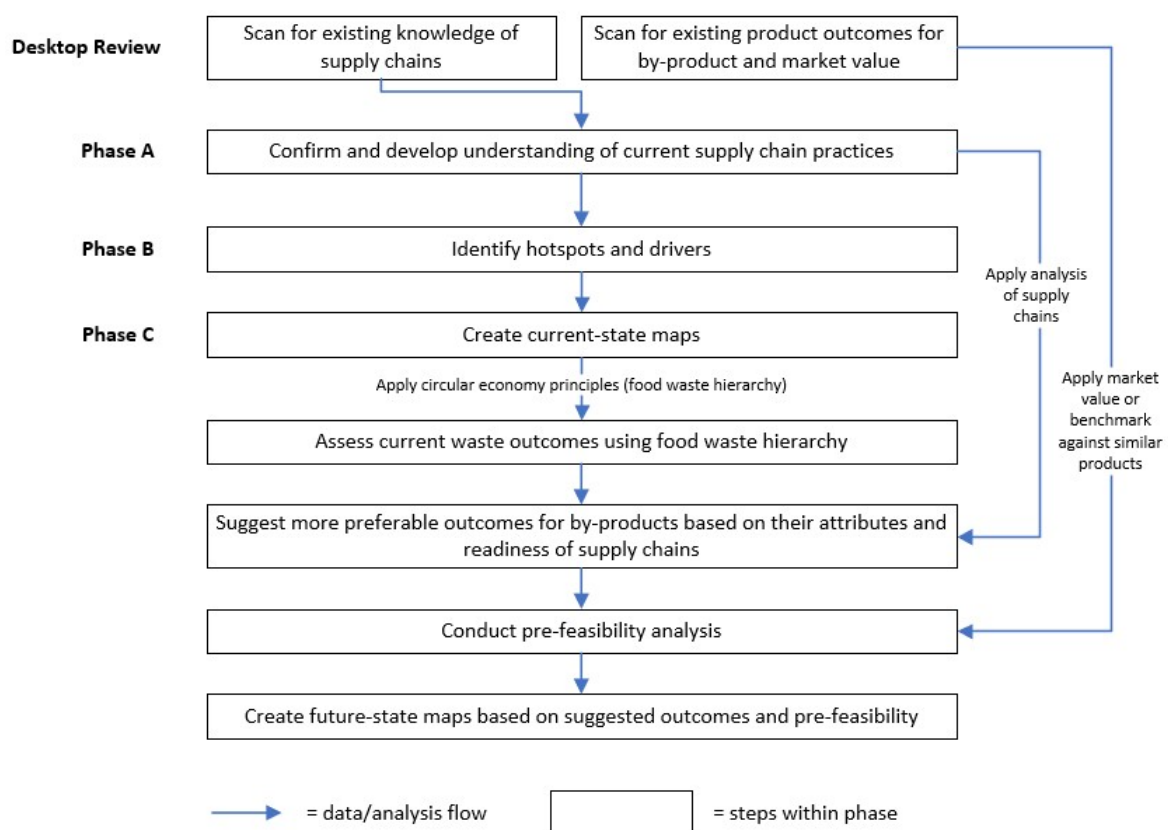 Desktop Review
Scan for existing knowledge of
supply chains
Scan for existing product outcomes for
by-product and market value
Phase A
Confirm and develop understanding of current supply chain practices
Phase B
Identify hotspots and drivers
Apply analysis
of supply
chains
Phase C
Create current-state maps
Apply circular economy principles (food waste hierarchy)
Apply market
value or
benchmark
against similar
products
Assess current waste outcomes using food waste hierarchy
Suggest more preferable outcomes for by-products based on their attributes and
readiness of supply chains
Conduct pre-feasibility analysis
Create future-state maps based on suggested outcomes and pre-feasibility
= data/analysis flow
= steps within phase